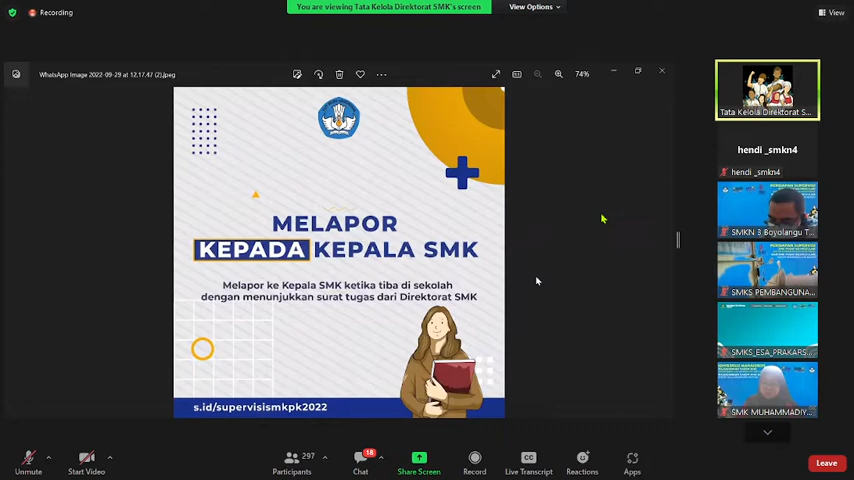 Recording
You are viewing Tata Kelola Direktorat SMK's screen
View Options
View
WhatsApp Image 2022-09-29 at 12.17.47 (2).jpeg
74%
MELAPOR
KEPADA KEPALA SMK
Melapor ke Kepala SMK ketika tiba di sekolah
dengan menunjukkan surat tugas dari Direktorat SMK
s.id/supervisismkpk2022
Tata Kelola Direktorat S...
hendi _smkn4
hendi _smkn4
SMKN 3 Boyolangu T...
SMKS PEMBANGUNA...
SMKS_ESA_PRAKARS...
SMK MUHAMMADIY...
Unmute
Start Video
297
Participants
18
Chat
Share Screen
Record
CC
Live Transcript
Reactions
Apps
Leave